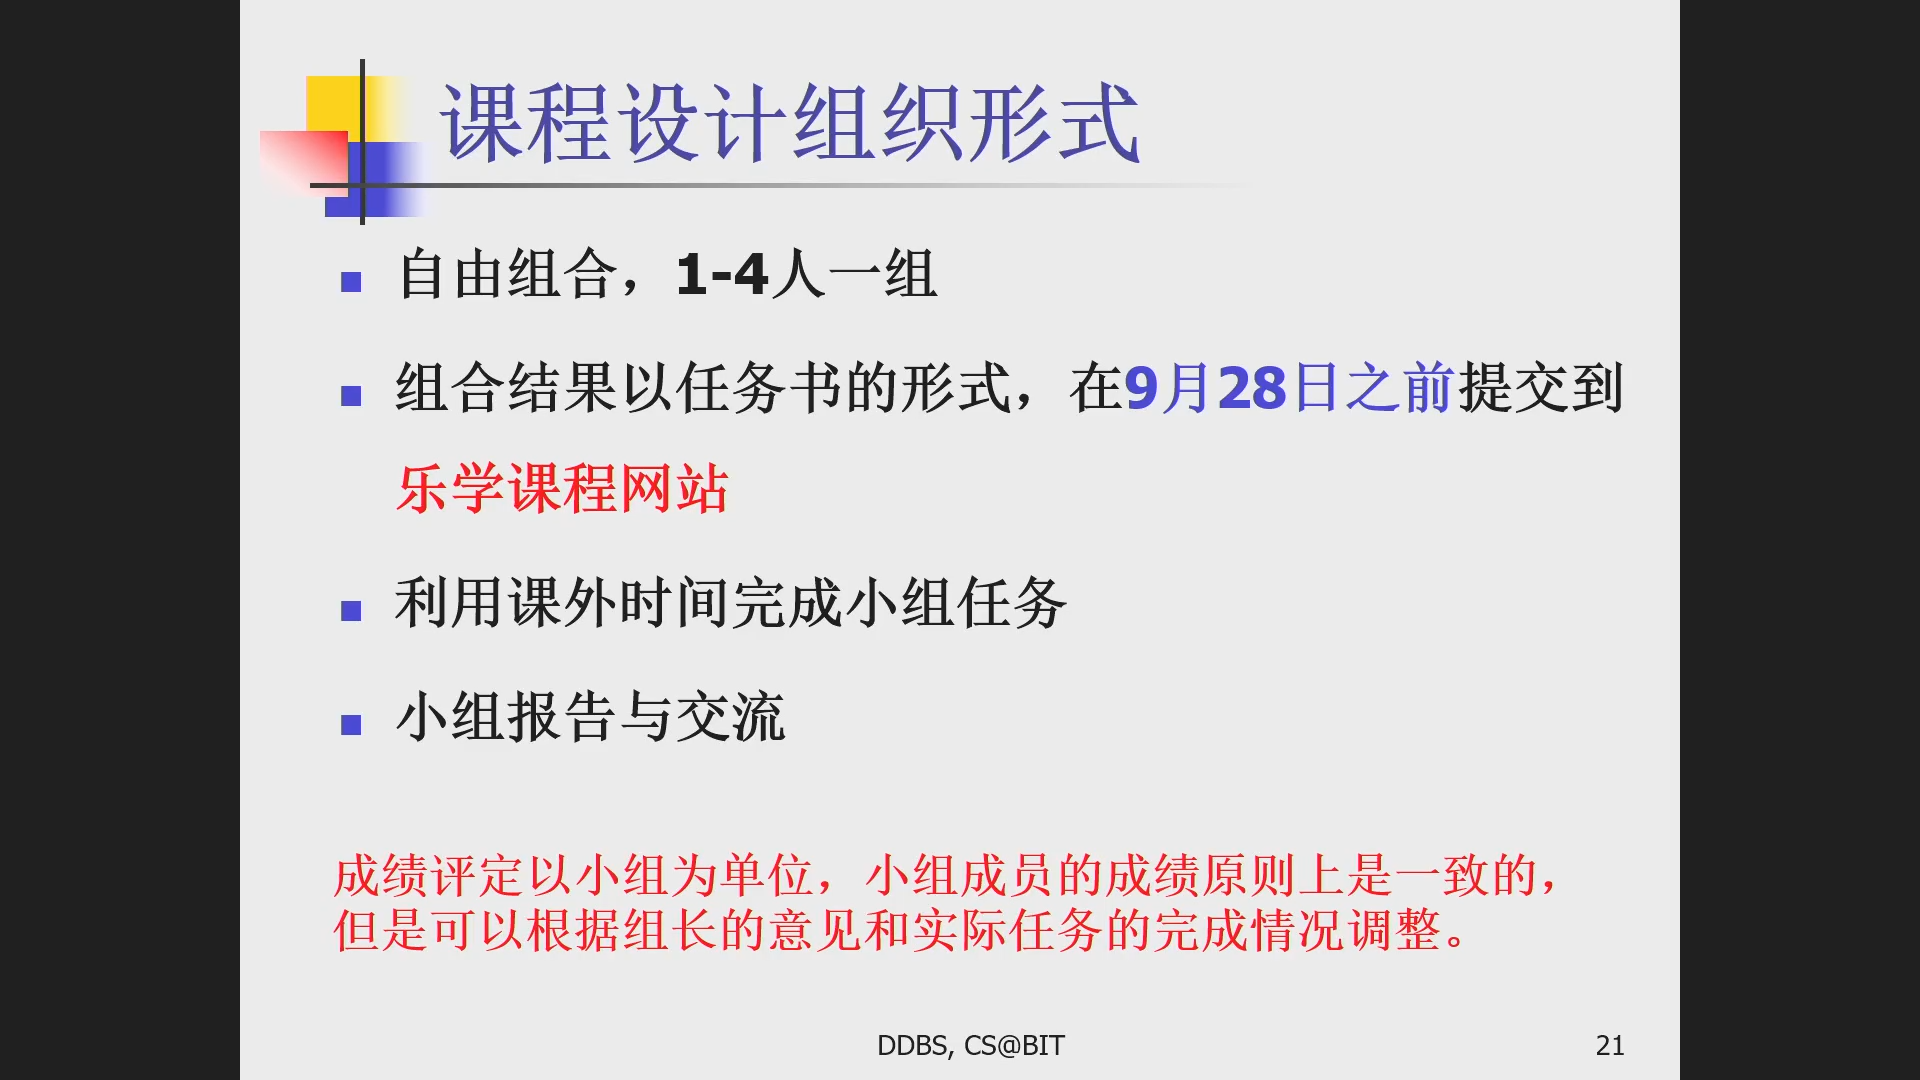 课程设计组织形式
自由组合，1-4人一组
组合结果以任务书的形式，在9月28日之前提交到
乐学课程网站
利用课外时间完成小组任务
小组报告与交流
成绩评定以小组为单位，小组成员的成绩原则上是一致的，
但是可以根据组长的意见和实际任务的完成情况调整。
DDBS, CS@BIT
21